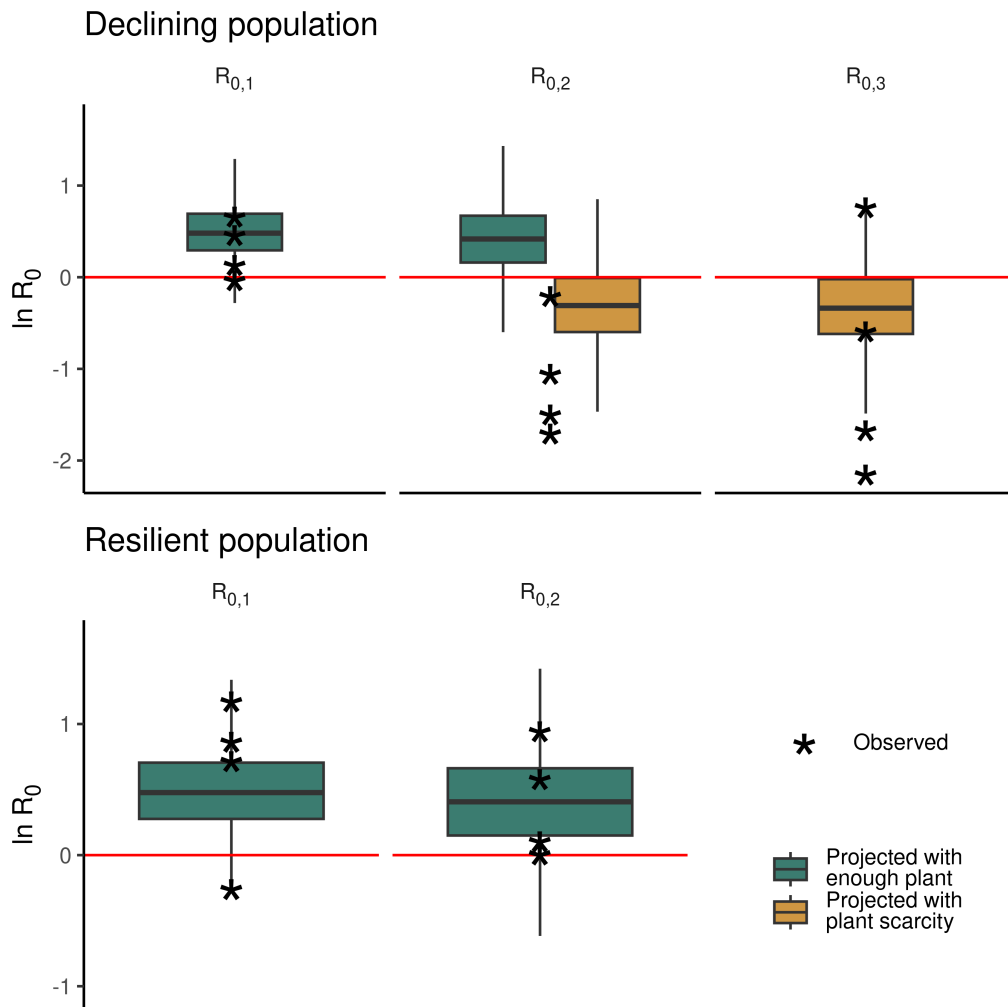 Declining population
R0,1 R0,2 R0,3
1
0
-1
-2
ln R0
Resilient population
R0,1 R0,2
1
0
-1
ln R0
Observed
Projected with
enough plant
Projected with
plant scarcity